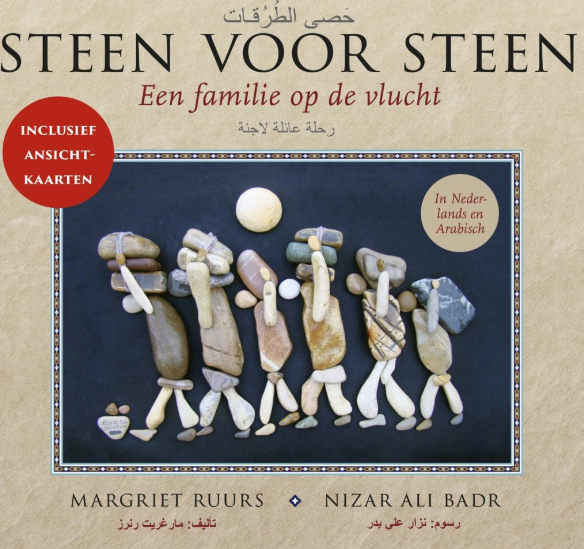 حَصى الطُرُقات
STEEN VOOR STEEN
Een familie op de vlucht
رحلة عائلة لاجئة
INCLUSIEF
ANSICHT-
KAARTEN
In Neder-
lands en
Arabisch
MARGRIET RUURS NIZAR ALI BADR
تأليف: مارغريت رنرز
رسوم: نزار علي بدر